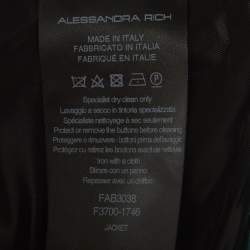 ALESSANDRA RICH
MADE IN ITALY
FABBRICATO IN ITALIA
FABRIQUÉ EN ITALIE
Specialist dry clean only
Lavaggio a secco in tintoria specializzata
Spécialiste nettoyage à sec seulement
Protect or remove the buttons before cleaning
Proteggere o rimuovere i bottoni prima del lavaggio
Protéger ou retirer les boutons avant nettoyage
Iron with a cloth
Stirare con un panno
Repasser avec un chiffon
FAB3038
F3700-1746
JACKET